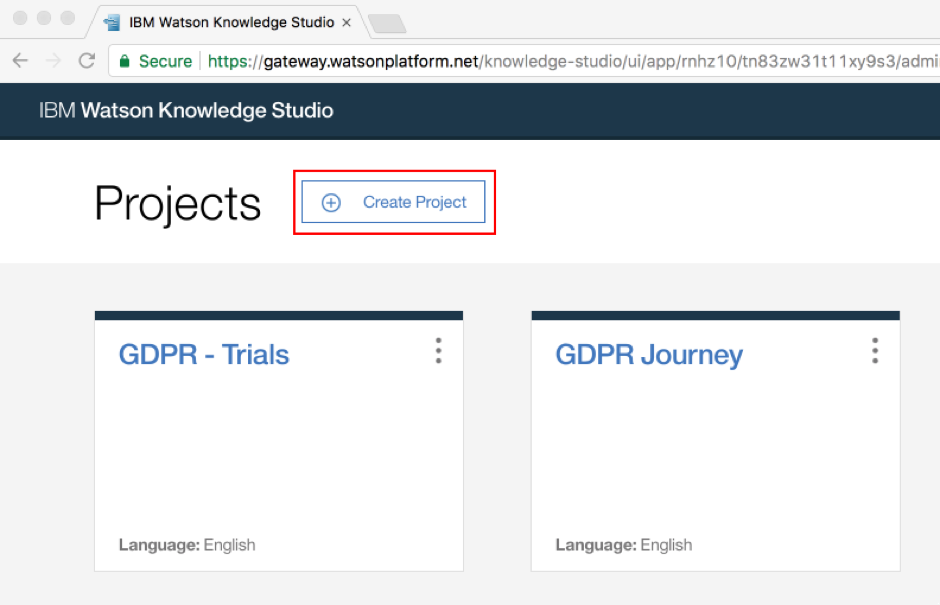 IBM Watson Knowledge Studio
Secure https://gateway.watsonplatform.net/knowledge-studio/ui/app/rnhz10/tn83zw31t11xy9s3/admi
IBM Watson Knowledge Studio
Projects
Create Project
GDPR - Trials
GDPR Journey
Language: English
Language: English